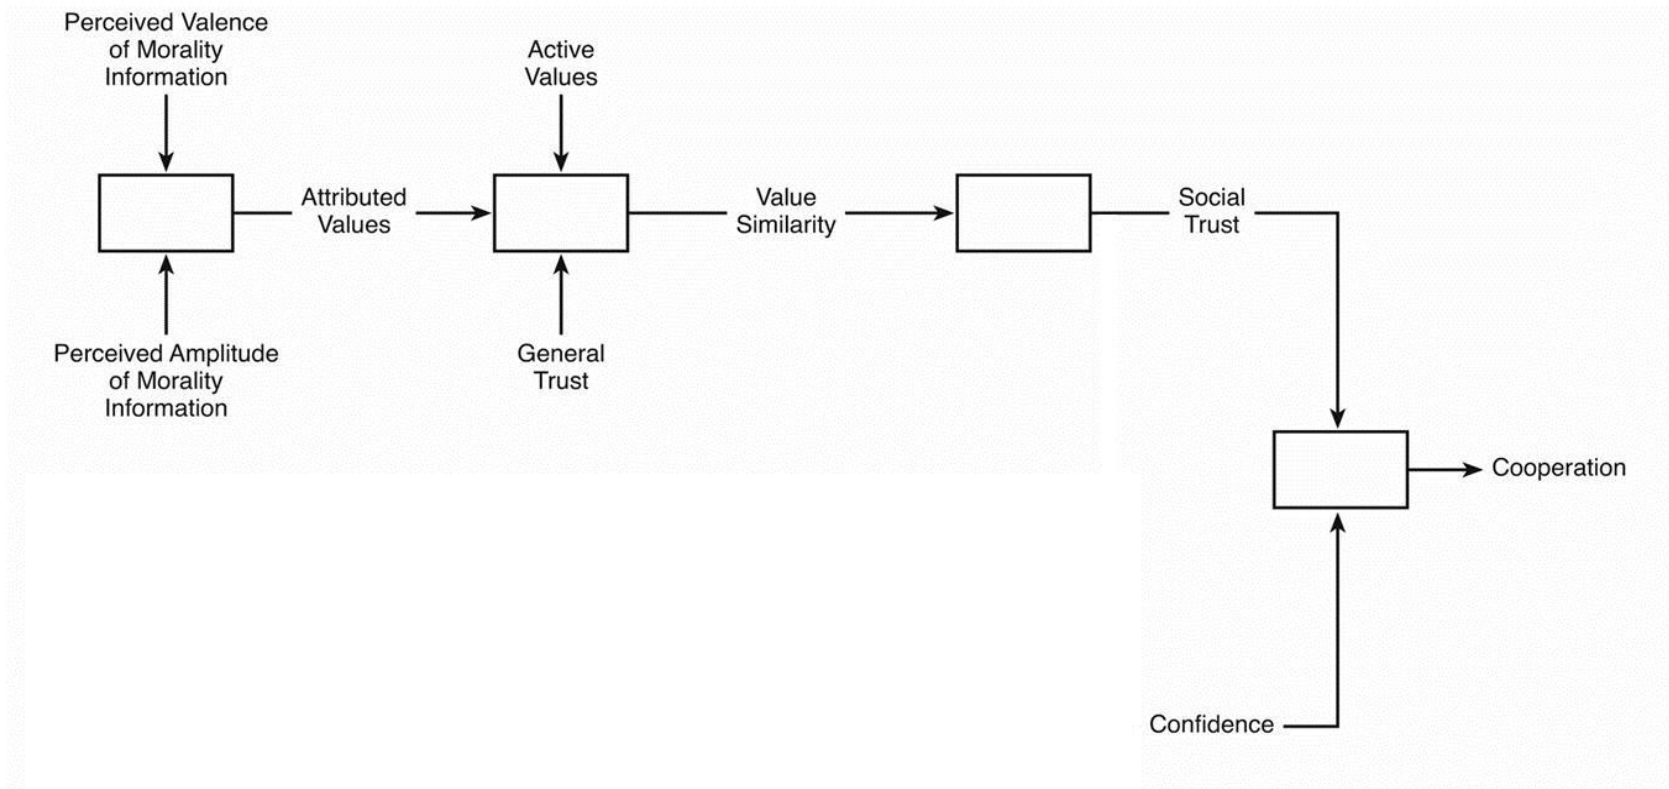 Perceived Valence
of Morality
Information
Active
Values
Attributed
Values
Value
Similarity
Social
Trust
Perceived Amplitude
of Morality
Information
General
Trust
Cooperation
Confidence